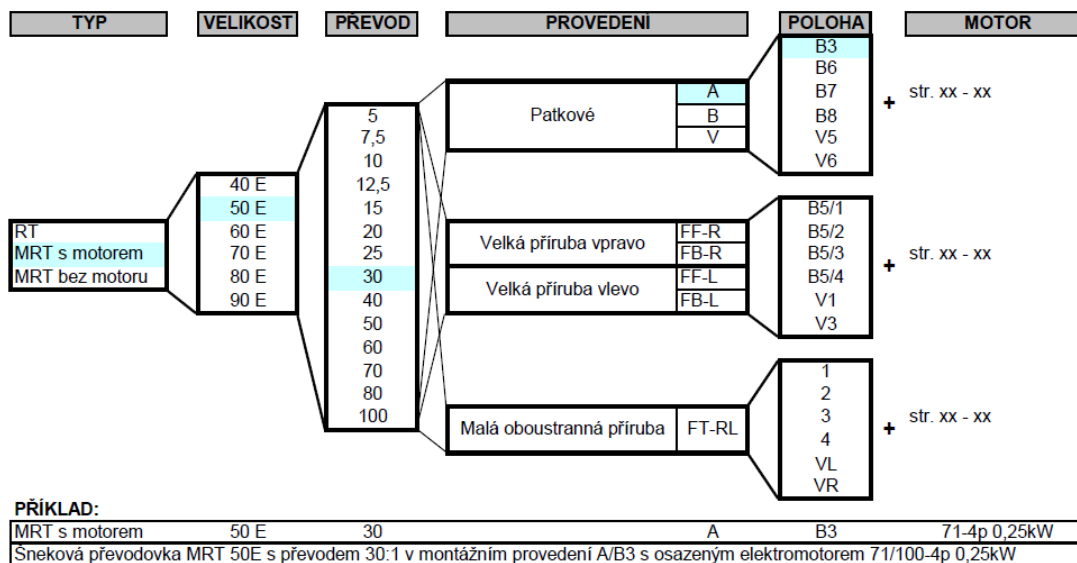 TYP VELIKOST PŘEVOD PROVEDENÍ POLOHA MOTOR
RT
MRT s motorem
MRT bez motoru
40 E
50 E
60 E
70 E
80 E
90 E
5
7,5
10
12,5
15
20
25
30
40
50
60
70
80
100
Patkové
A
B
V
Velká příruba vpravo
FF-R
FB-R
Velká příruba vlevo
FF-L
FB-L
Malá oboustranná příruba FT-RL
B3
B6
B7
B8
V5
V6
+ str. xx - xx
B5/1
B5/2
B5/3
B5/4
V1
V3
+ str. xx - xx
1
2
3
4
VL
VR
+ str. xx - xx
PŘÍKLAD:
MRT s motorem 50 E 30 A B3 71-4p 0,25kW
Šneková převodovka MRT 50E s převodem 30:1 v montážním provedení A/B3 s osazeným elektromotorem 71/100-4p 0,25kW